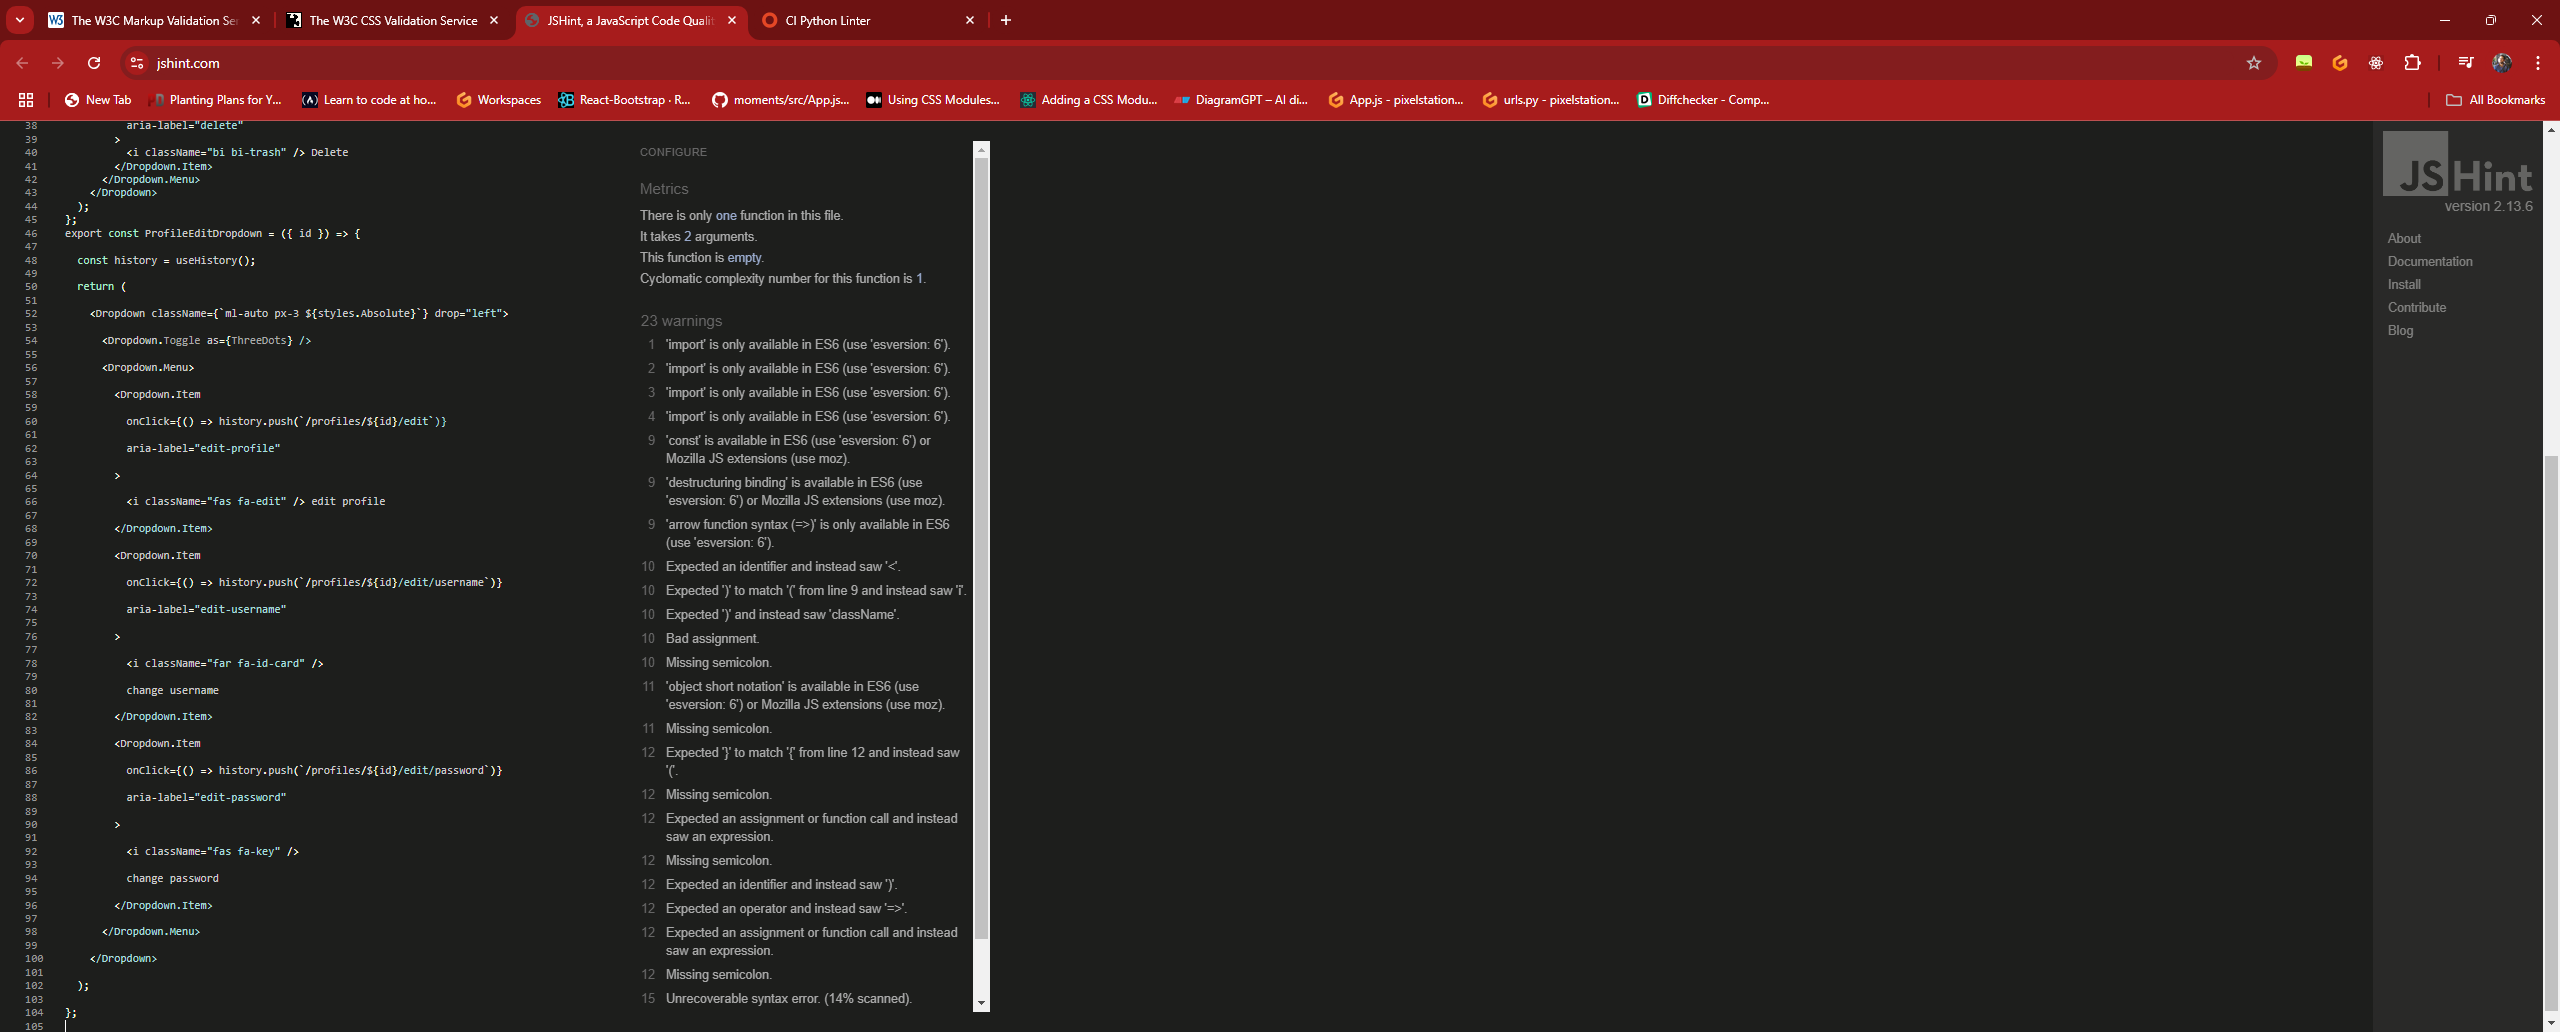 The W3C Markup Validation Se
The W3C CSS Validation Service
JSHint, a JavaScript Code Quali
CI Python Linter
jshint.com
New Tab
Planting Plans for Y...
Learn to code at ho...
Workspaces
React-Bootstrap · R...
moments/src/App.js...
Using CSS Modules...
Adding a CSS Modu...
DiagramGPT – AI di...
App.js - pixelstation...
urls.py - pixelstation...
Diffchecker - Comp...
All Bookmarks
38 aria-label="delete"
39 >
40 <i className="bi bi-trash" /> Delete
41 </Dropdown.Item>
42 </Dropdown.Menu>
43 </Dropdown>
44 );
45 };
46 export const ProfileEditDropdown = ({ id }) => {
47
48 const history = useHistory();
49
50 return (
51
52 <Dropdown className={`ml-auto px-3 ${styles.Absolute}`} drop="left">
53
54 <Dropdown.Toggle as={ThreeDots} />
55
56 <Dropdown.Menu>
57
58 <Dropdown.Item
59
60 onClick={() => history.push(`/profiles/${id}/edit`)}
61
62 aria-label="edit-profile"
63
64 >
65
66 <i className="fas fa-edit" /> edit profile
67
68 </Dropdown.Item>
69
70 <Dropdown.Item
71
72 onClick={() => history.push(`/profiles/${id}/edit/username`)}
73
74 aria-label="edit-username"
75
76 >
77
78 <i className="far fa-id-card" />
79
80 change username
81
82 </Dropdown.Item>
83
84 <Dropdown.Item
85
86 onClick={() => history.push(`/profiles/${id}/edit/password`)}
87
88 aria-label="edit-password"
89
90 >
91
92 <i className="fas fa-key" />
93
94 change password
95
96 </Dropdown.Item>
97
98 </Dropdown.Menu>
99
100 </Dropdown>
101
102 );
103
104 };
105
CONFIGURE
Metrics
There is only one function in this file.
It takes 2 arguments.
This function is empty.
Cyclomatic complexity number for this function is 1.
23 warnings
1 'import' is only available in ES6 (use 'esversion: 6').
2 'import' is only available in ES6 (use 'esversion: 6').
3 'import' is only available in ES6 (use 'esversion: 6').
4 'import' is only available in ES6 (use 'esversion: 6').
9 'const' is available in ES6 (use 'esversion: 6') or
Mozilla JS extensions (use moz).
9 'destructuring binding' is available in ES6 (use
'esversion: 6') or Mozilla JS extensions (use moz).
9 'arrow function syntax (=>)' is only available in ES6
(use 'esversion: 6').
10 Expected an identifier and instead saw '<'.
10 Expected ')' to match '(' from line 9 and instead saw 'i'.
10 Expected ')' and instead saw 'className'.
10 Bad assignment.
10 Missing semicolon.
11 'object short notation' is available in ES6 (use
'esversion: 6') or Mozilla JS extensions (use moz).
11 Missing semicolon.
12 Expected '}' to match '{' from line 12 and instead saw
'('.
12 Missing semicolon.
12 Expected an assignment or function call and instead
saw an expression.
12 Missing semicolon.
12 Expected an identifier and instead saw ')'.
12 Expected an operator and instead saw '=>'.
12 Expected an assignment or function call and instead
saw an expression.
12 Missing semicolon.
15 Unrecoverable syntax error. (14% scanned).
JSHint
version 2.13.6
About
Documentation
Install
Contribute
Blog